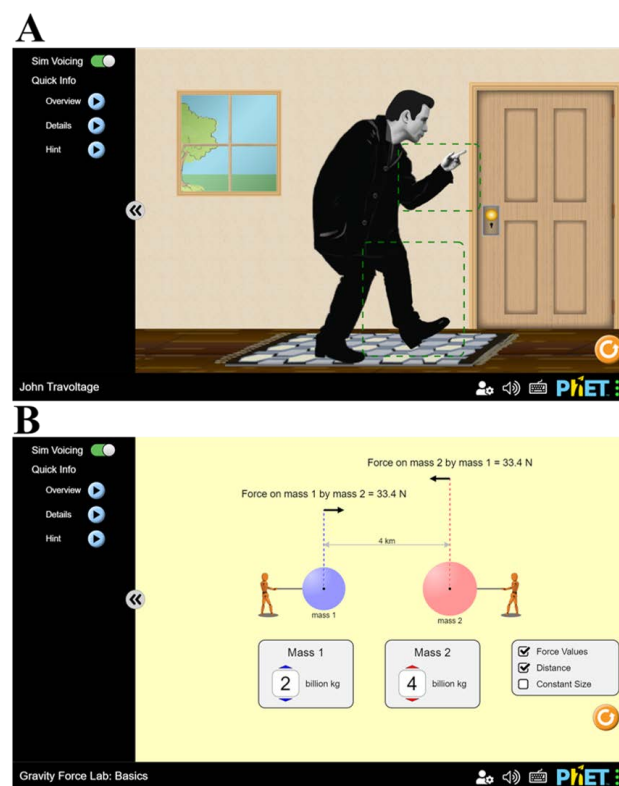 A
Sim Voicing
Quick Info
Overview
Details
Hint
John Travoltage
PhET
B
Sim Voicing
Quick Info
Overview
Details
Hint
Force on mass 2 by mass 1 = 33.4 N
Force on mass 1 by mass 2 = 33.4 N
4 km
mass 1
mass 2
Mass 1
2 billion kg
Mass 2
4 billion kg
Force Values
Distance
Constant Size
Gravity Force Lab: Basics
PhET